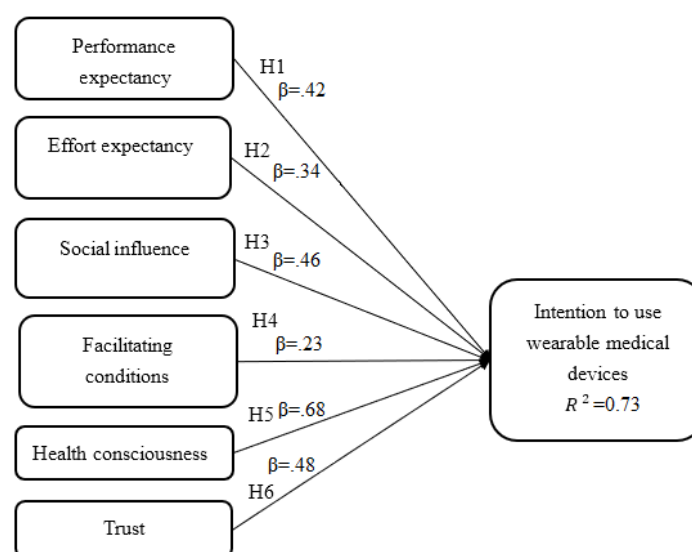 Performance
expectancy
H1
β=.42
Effort expectancy
H2
β=.34
Social influence
H3
β=.46
Facilitating
conditions
H4
β=.23
Health consciousness
H5
β=.68
Trust
β=.48
H6
Intention to use
wearable medical
devices
R ² =0.73